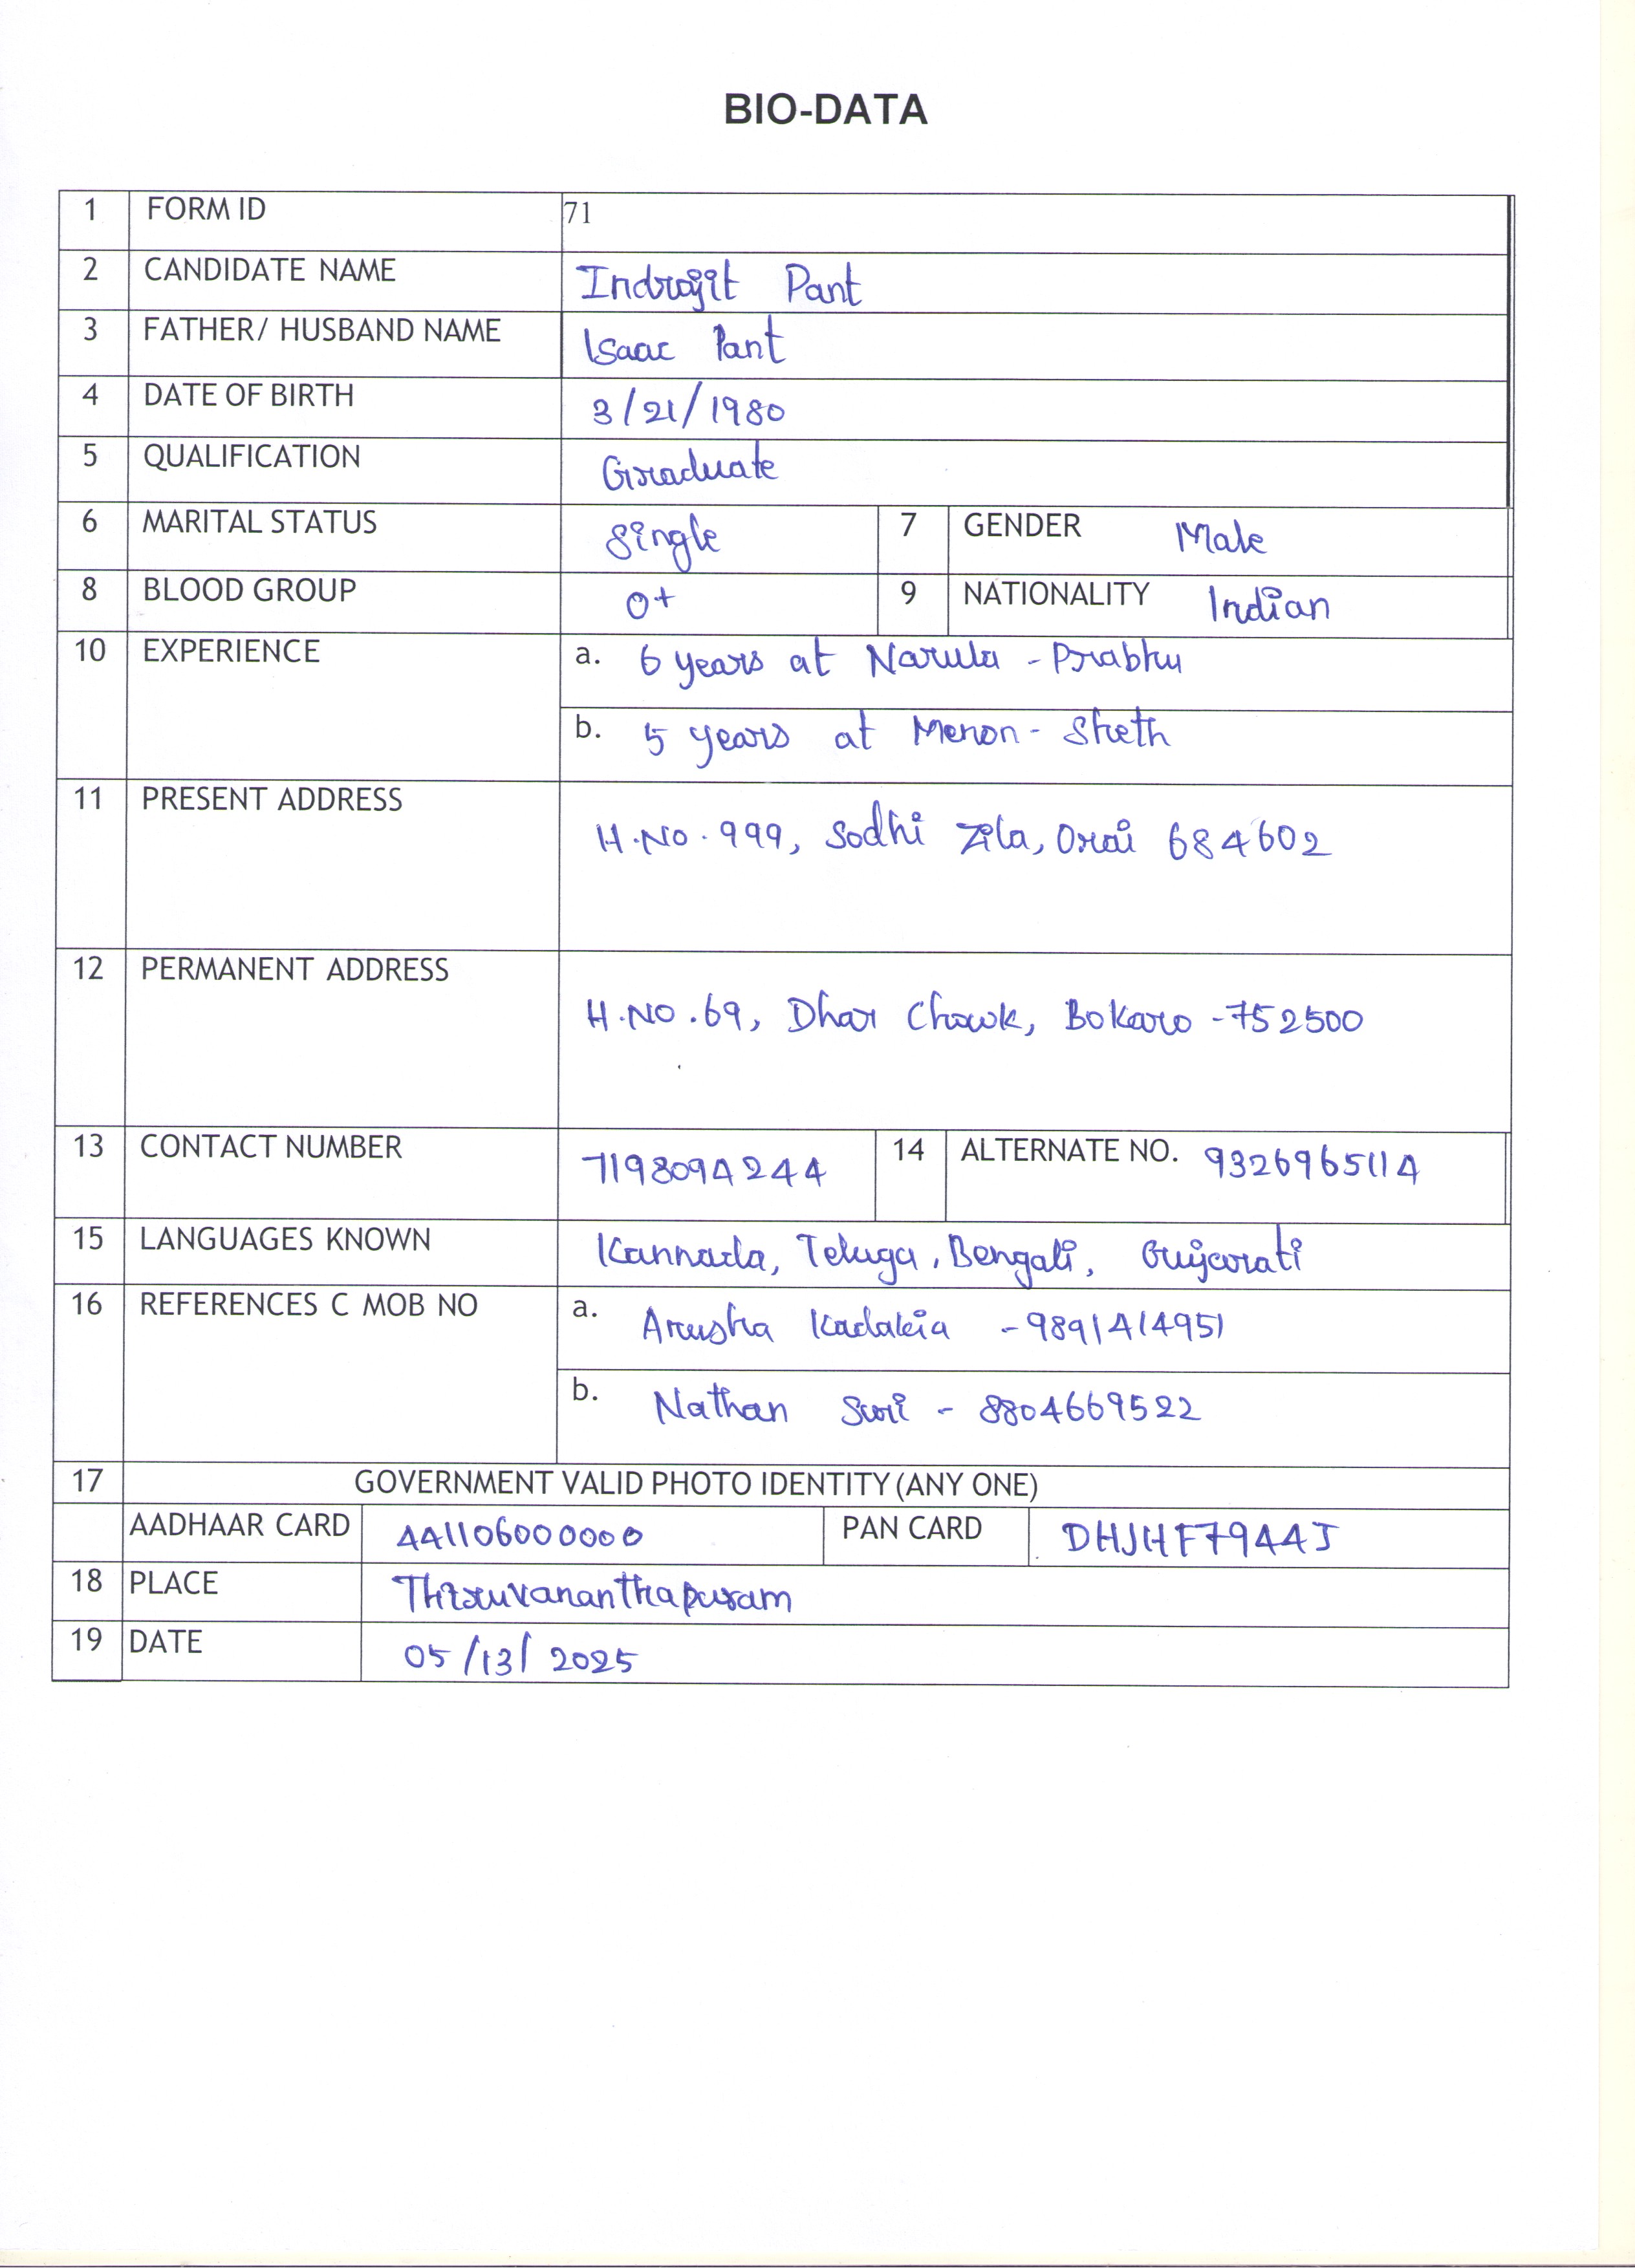 BIO-DATA
1 FORM ID 71
2 CANDIDATE NAME Indrajit Pant
3 FATHER/ HUSBAND NAME Isaac Pant
4 DATE OF BIRTH 3/21/1980
5 QUALIFICATION Graduate
6 MARITAL STATUS Single 7 GENDER Male
8 BLOOD GROUP O+ 9 NATIONALITY Indian
10 EXPERIENCE a. 6 years at Narula - Prabhu
b. 5 years at Menon - Sheth
11 PRESENT ADDRESS
H.No. 999, Sodhi Zila, Orai 684602
12 PERMANENT ADDRESS
H.No. 69, Dhar Chowk, Bokaro - 752500
13 CONTACT NUMBER 7198094244 14 ALTERNATE NO. 9326965114
15 LANGUAGES KNOWN Kannada, Telugu, Bengali, Gujarati
16 REFERENCES C MOB NO a. Anusha Kadakia - 9891414951
b. Nathan Suri - 8804669522
17 GOVERNMENT VALID PHOTO IDENTITY (ANY ONE)
AADHAAR CARD 441106000000 PAN CARD DHJHF7944J
18 PLACE Thiruvananthapuram
19 DATE 05/13/2025